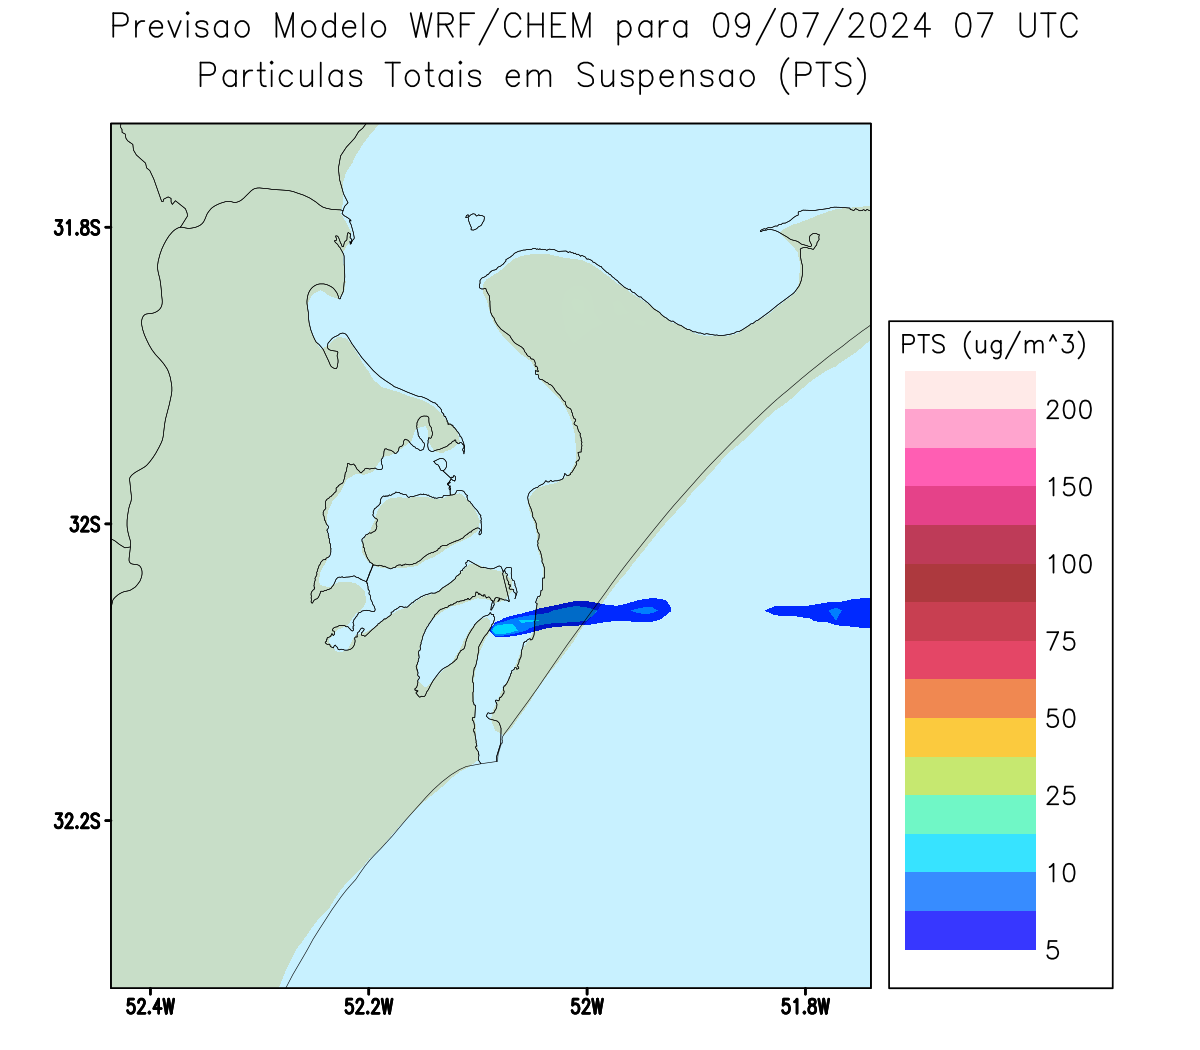 Previsao Modelo WRF/CHEM para 09/07/2024 07 UTC
Particulas Totais em Suspensao (PTS)
31.8S
32S
32.2S
52.4W
52.2W
52W
51.8W
PTS (ug/m^3)
200
150
100
75
50
25
10
5